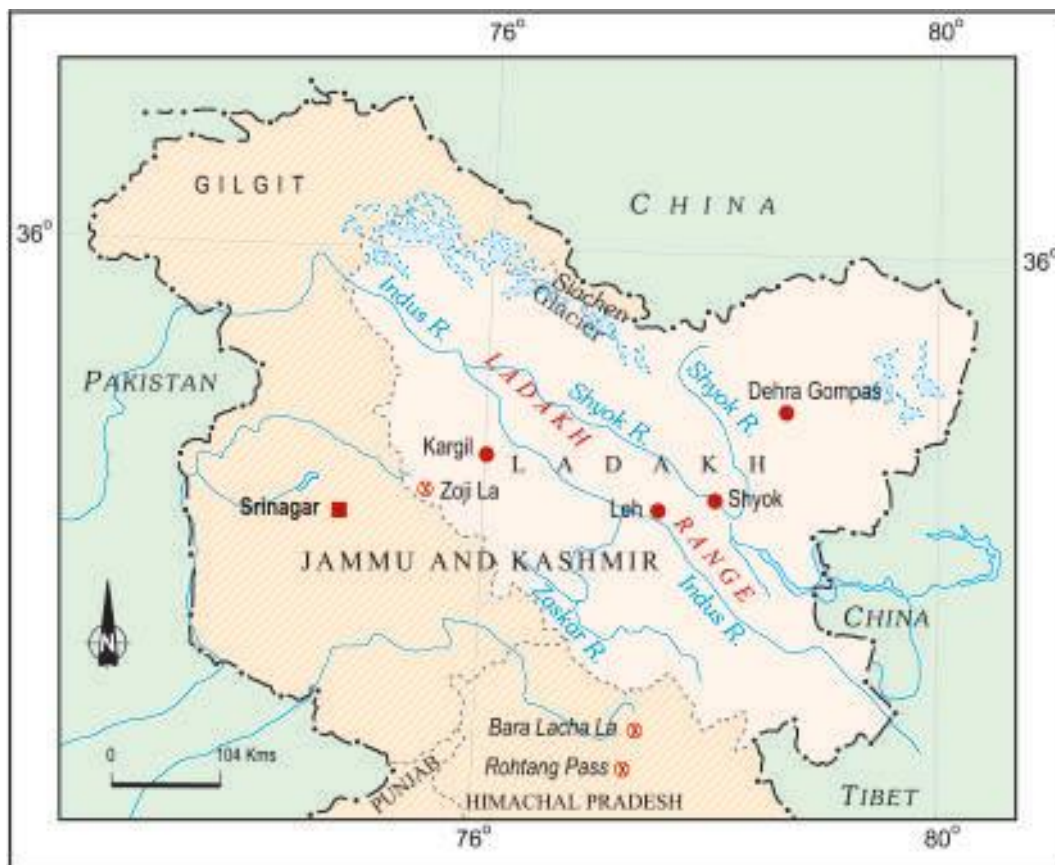 76°
80°
GILGIT
CHINA
36°
36°
Siachen
Glacier
Indus R.
LADAKH
Shyok R.
Shyok R.
PAKISTAN
Dehra Gompas
Kargil
LADAKH
Zoji La
Srinagar
Leh
Shyok
RANGE
JAMMU AND KASHMIR
Zaskar R.
Indus R.
CHINA
N
Bara Lacha La
0
104 Kms
Rohtang Pass
PUNJAB
HIMACHAL PRADESH
TIBET
76°
80°